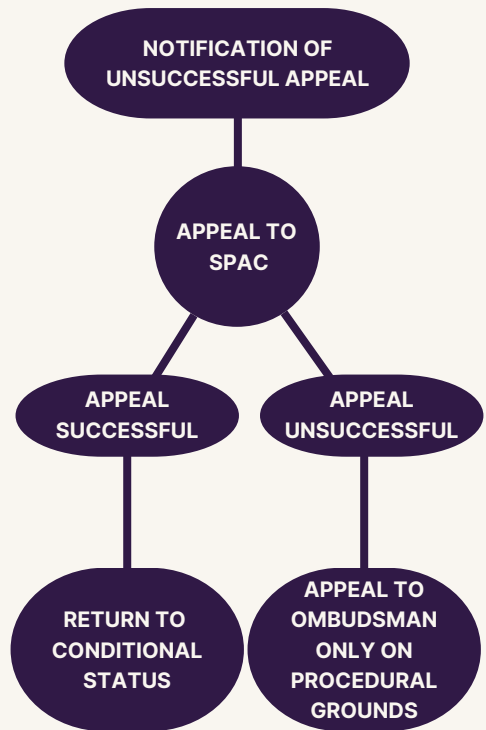 NOTIFICATION OF
UNSUCCESSFUL APPEAL
APPEAL TO
SPAC
APPEAL
SUCCESSFUL
APPEAL
UNSUCCESSFUL
RETURN TO
CONDITIONAL
STATUS
APPEAL TO
OMBUDSMAN
ONLY ON
PROCEDURAL
GROUNDS